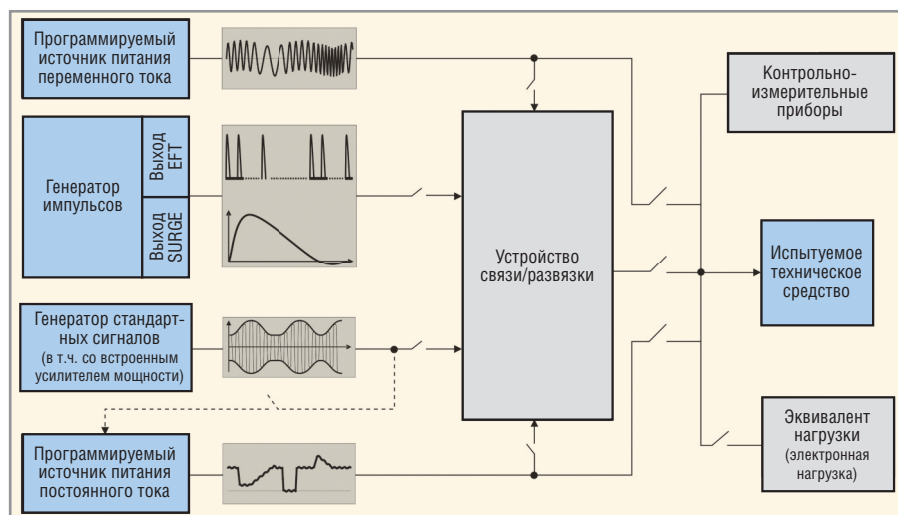 Программируемый
источник питания
переменного тока
Контрольно-
измерительные
приборы
Генератор
импульсов
Выход
EFT
Выход
SURGE
Устройство
связи/развязки
Испытуемое
техническое
средство
Генератор стандарт-
ных сигналов
(в т.ч. со встроенным
усилителем мощности)
Программируемый
источник питания
постоянного тока
Эквивалент
нагрузки
(электронная
нагрузка)